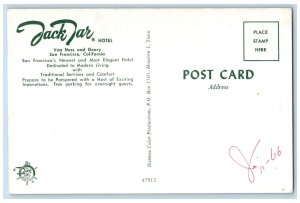 Jack Tar
HOTEL
Van Ness and Geary
San Francisco, California
San Francisco's Newest and Most Elegant Hotel
Dedicated to Modern Living
with
Traditional Services and Comfort
Prepare to be Pampered with a Host of Exciting
Innovations. Free parking for overnight guests.
47912
PLACE
STAMP
HERE
POST CARD
Address